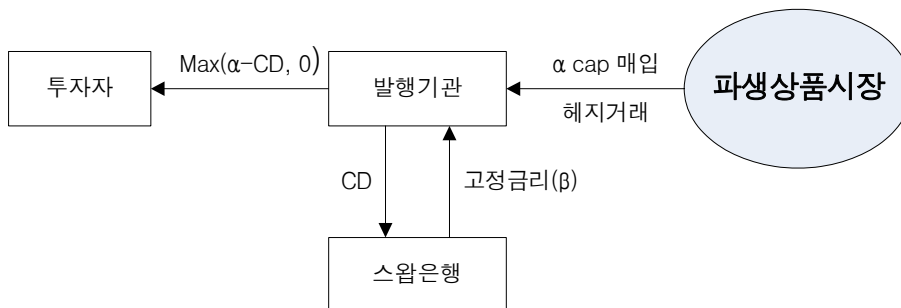 투자자
Max(α-CD, 0)
발행기관
α cap 매입
헤지거래
파생상품시장
CD
고정금리(β)
스왑은행